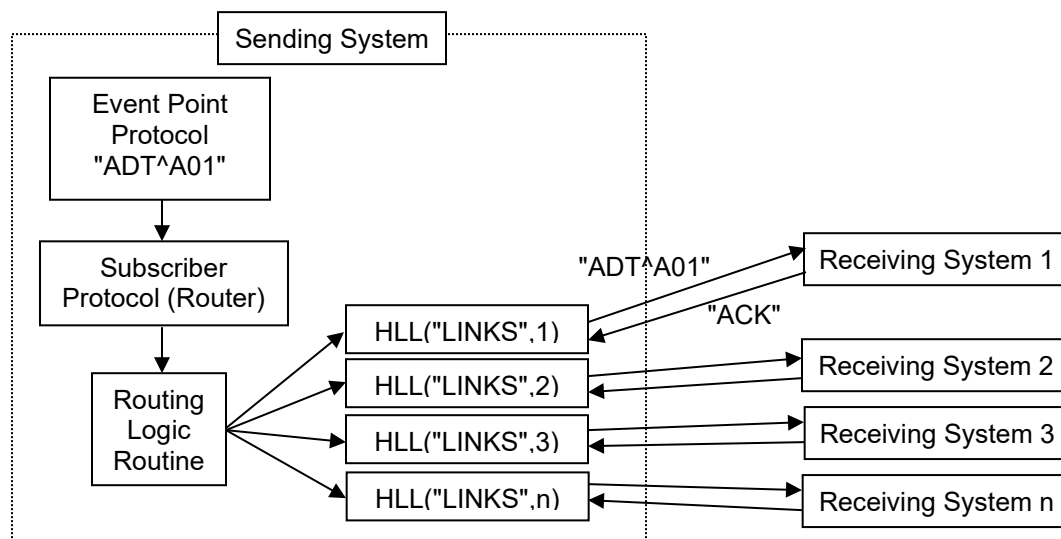 Sending System
Event Point
Protocol
"ADT^A01"
Subscriber
Protocol (Router)
Routing
Logic
Routine
HLL("LINKS",1)
HLL("LINKS",2)
HLL("LINKS",3)
HLL("LINKS",n)
"ADT^A01"
"ACK"
Receiving System 1
Receiving System 2
Receiving System 3
Receiving System n